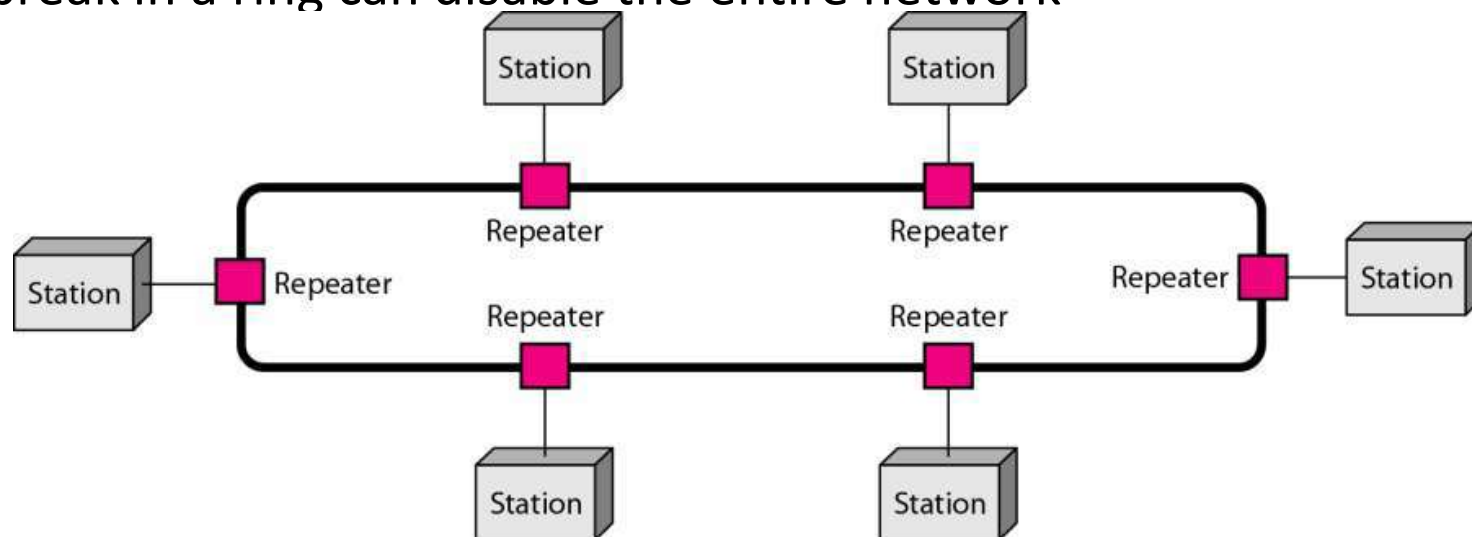 break in a ring can disable the entire network
Station
Station
Repeater
Repeater
Station
Repeater
Repeater
Station
Repeater
Repeater
Station
Station